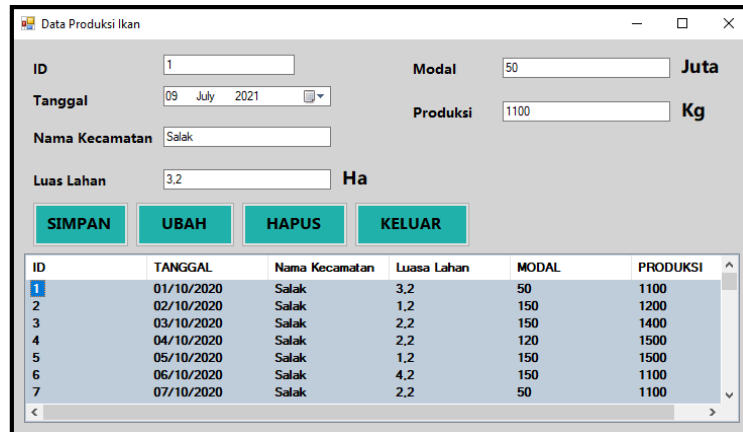 Data Produksi Ikan
ID 1 Modal 50 Juta
Tanggal 09 July 2021
Produksi 1100 Kg
Nama Kecamatan Salak
Luas Lahan 3,2 Ha
SIMPAN UBAH HAPUS KELUAR
ID TANGGAL Nama Kecamatan Luasa Lahan MODAL PRODUKSI
1 01/10/2020 Salak 3,2 50 1100
2 02/10/2020 Salak 1,2 150 1200
3 03/10/2020 Salak 2,2 150 1400
4 04/10/2020 Salak 2,2 120 1500
5 05/10/2020 Salak 1,2 150 1500
6 06/10/2020 Salak 4,2 150 1100
7 07/10/2020 Salak 2,2 50 1100